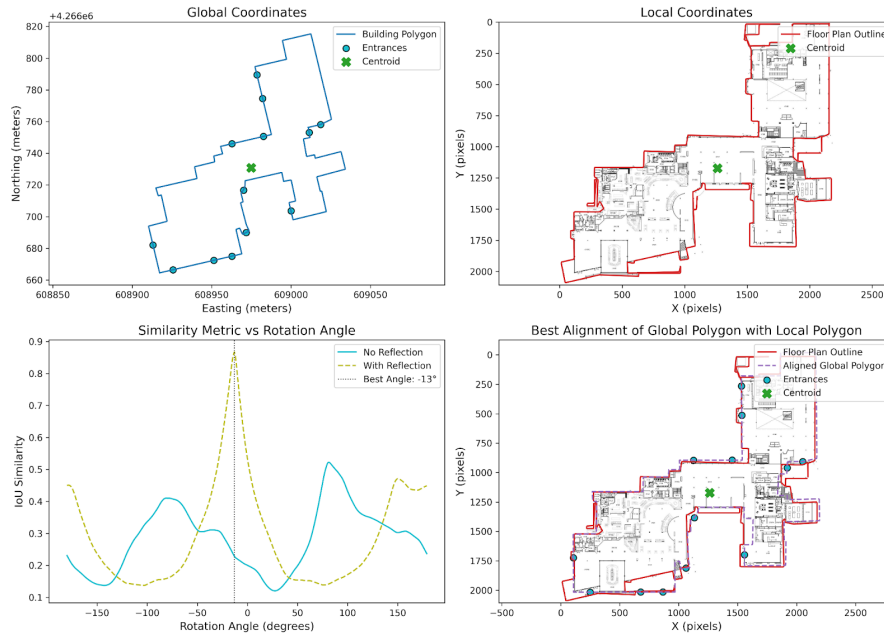 Global Coordinates
+4.266e6
Building Polygon
Entrances
Centroid
820
800
780
760
740
720
700
680
660
Northing (meters)
608850
608900
608950
609000
609050
Easting (meters)
Local Coordinates
Floor Plan Outline
Centroid
0
250
500
750
1000
1250
1500
1750
2000
Y (pixels)
0
500
1000
1500
2000
2500
X (pixels)
Similarity Metric vs Rotation Angle
No Reflection
With Reflection
Best Angle: -13°
0.9
0.8
0.7
0.6
0.5
0.4
0.3
0.2
0.1
IoU Similarity
−150
−100
−50
0
50
100
150
Rotation Angle (degrees)
Best Alignment of Global Polygon with Local Polygon
Floor Plan Outline
Aligned Global Polygon
Entrances
Centroid
0
250
500
750
1000
1250
1500
1750
2000
Y (pixels)
−500
0
500
1000
1500
2000
2500
X (pixels)